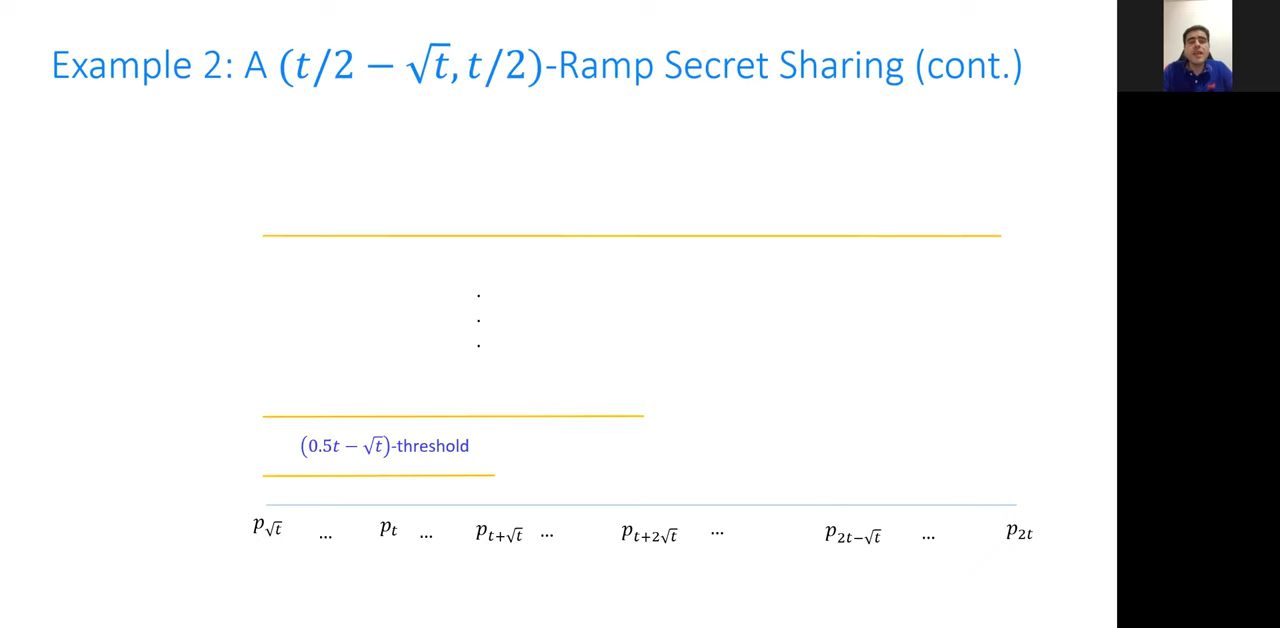 Example 2: A (t/2 − √t, t/2)-Ramp Secret Sharing (cont.)
.
.
.
(0.5t − √t)-threshold
p√t ... pt ... pt+√t ... pt+2√t ... p2t−√t ... p2t